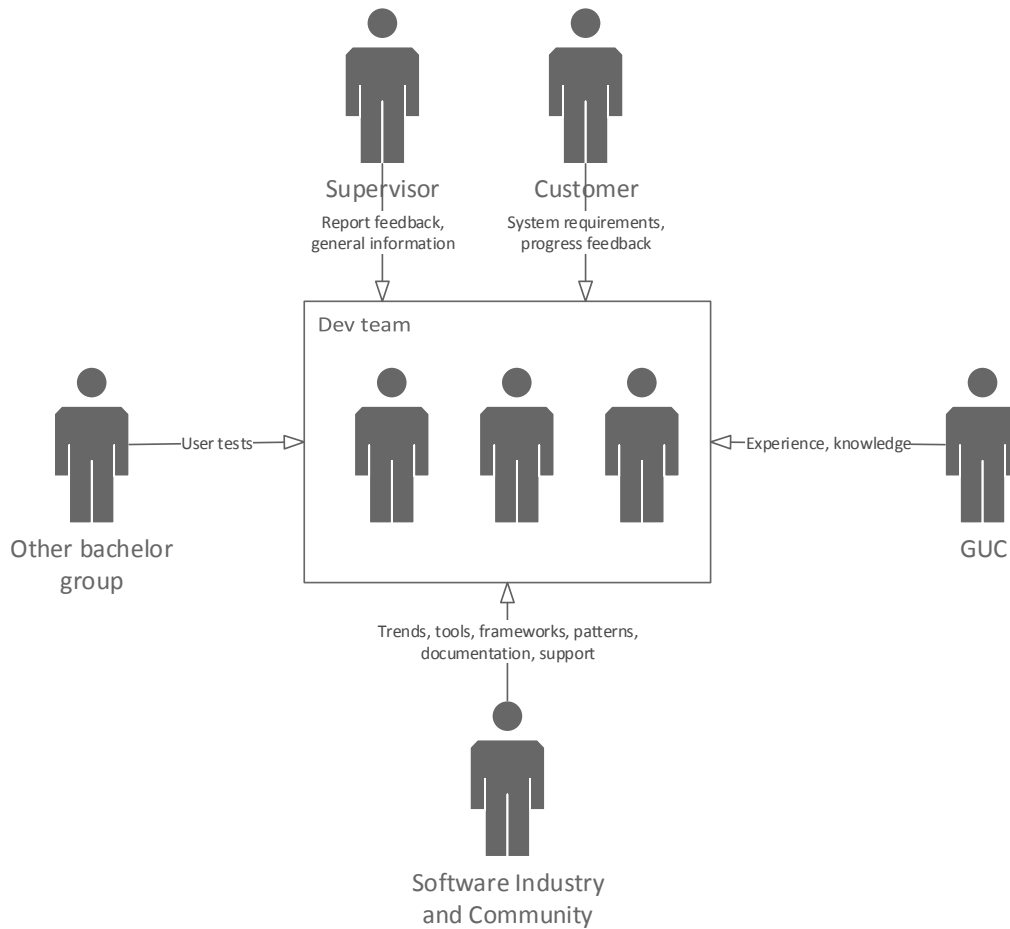 Supervisor
Customer
Report feedback,
general information
System requirements,
progress feedback
Dev team
User tests
Experience, knowledge
Other bachelor
group
GUC
Trends, tools, frameworks, patterns,
documentation, support
Software Industry
and Community